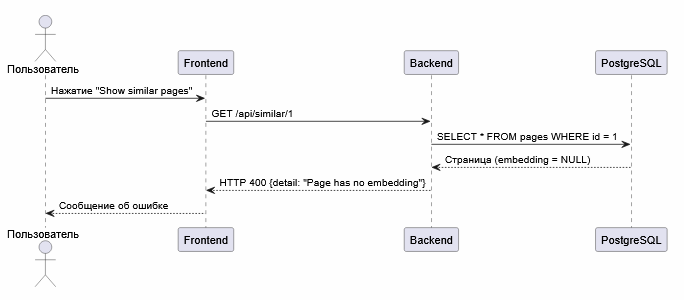 Пользователь
Frontend
Backend
PostgreSQL
Нажатие "Show similar pages"
GET /api/similar/1
SELECT * FROM pages WHERE id = 1
Страница (embedding = NULL)
HTTP 400 {detail: "Page has no embedding"}
Сообщение об ошибке
Пользователь
Frontend
Backend
PostgreSQL